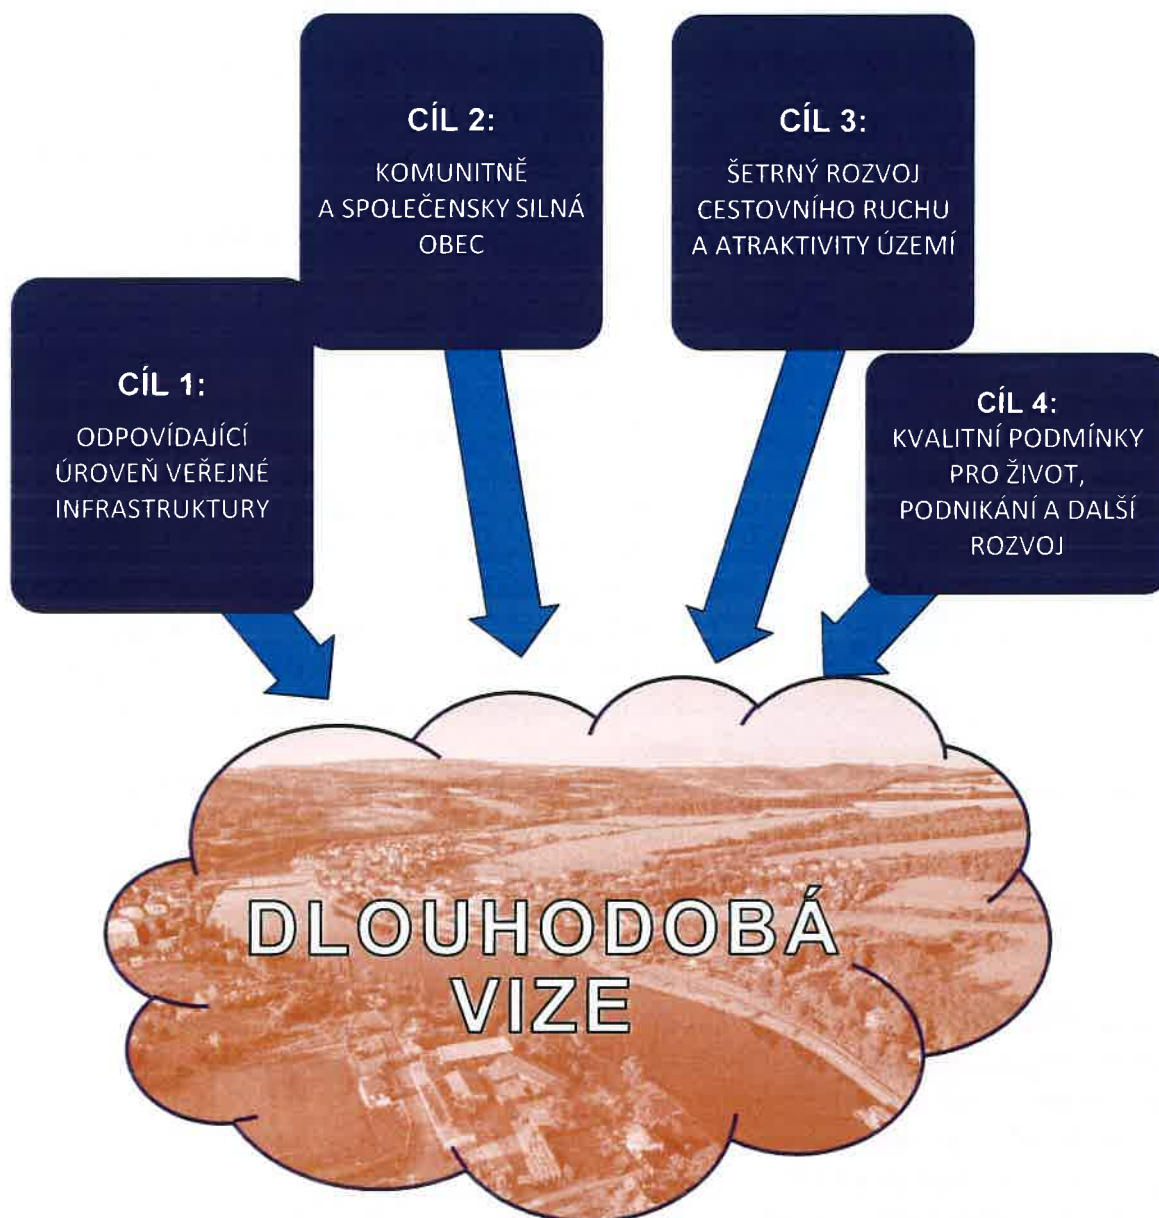 CÍL 1:
ODPOVÍDAJÍCÍ
ÚROVEŇ VEŘEJNÉ
INFRASTRUKTURY
CÍL 2:
KOMUNITNĚ
A SPOLEČENSKY SILNÁ
OBEC
CÍL 3:
ŠETRNÝ ROZVOJ
CESTOVNÍHO RUCHU
A ATRAKTIVITY ÚZEMÍ
CÍL 4:
KVALITNÍ PODMÍNKY
PRO ŽIVOT,
PODNIKÁNÍ A DALŠÍ
ROZVOJ
DLOUHODOBÁ
VIZE